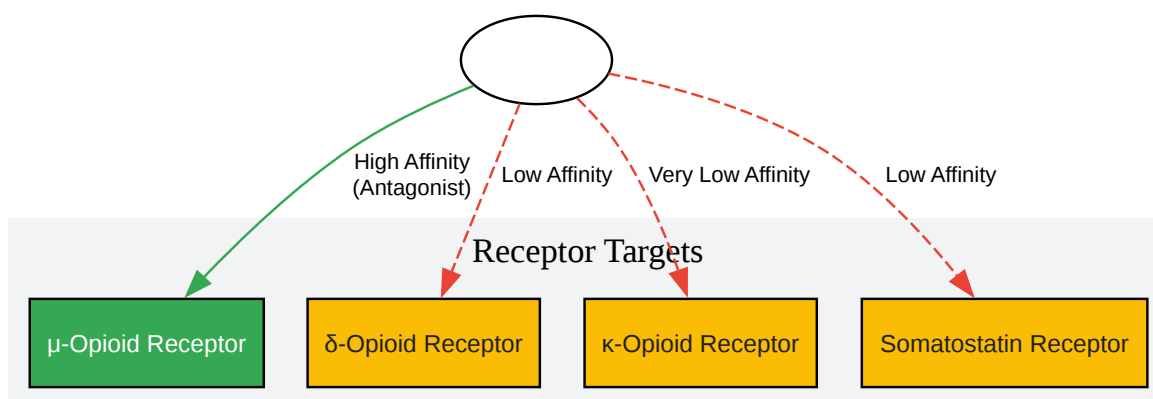 High Affinity
(Antagonist)
Low Affinity
Very Low Affinity
Low Affinity
Receptor Targets
μ-Opioid Receptor
δ-Opioid Receptor
κ-Opioid Receptor
Somatostatin Receptor